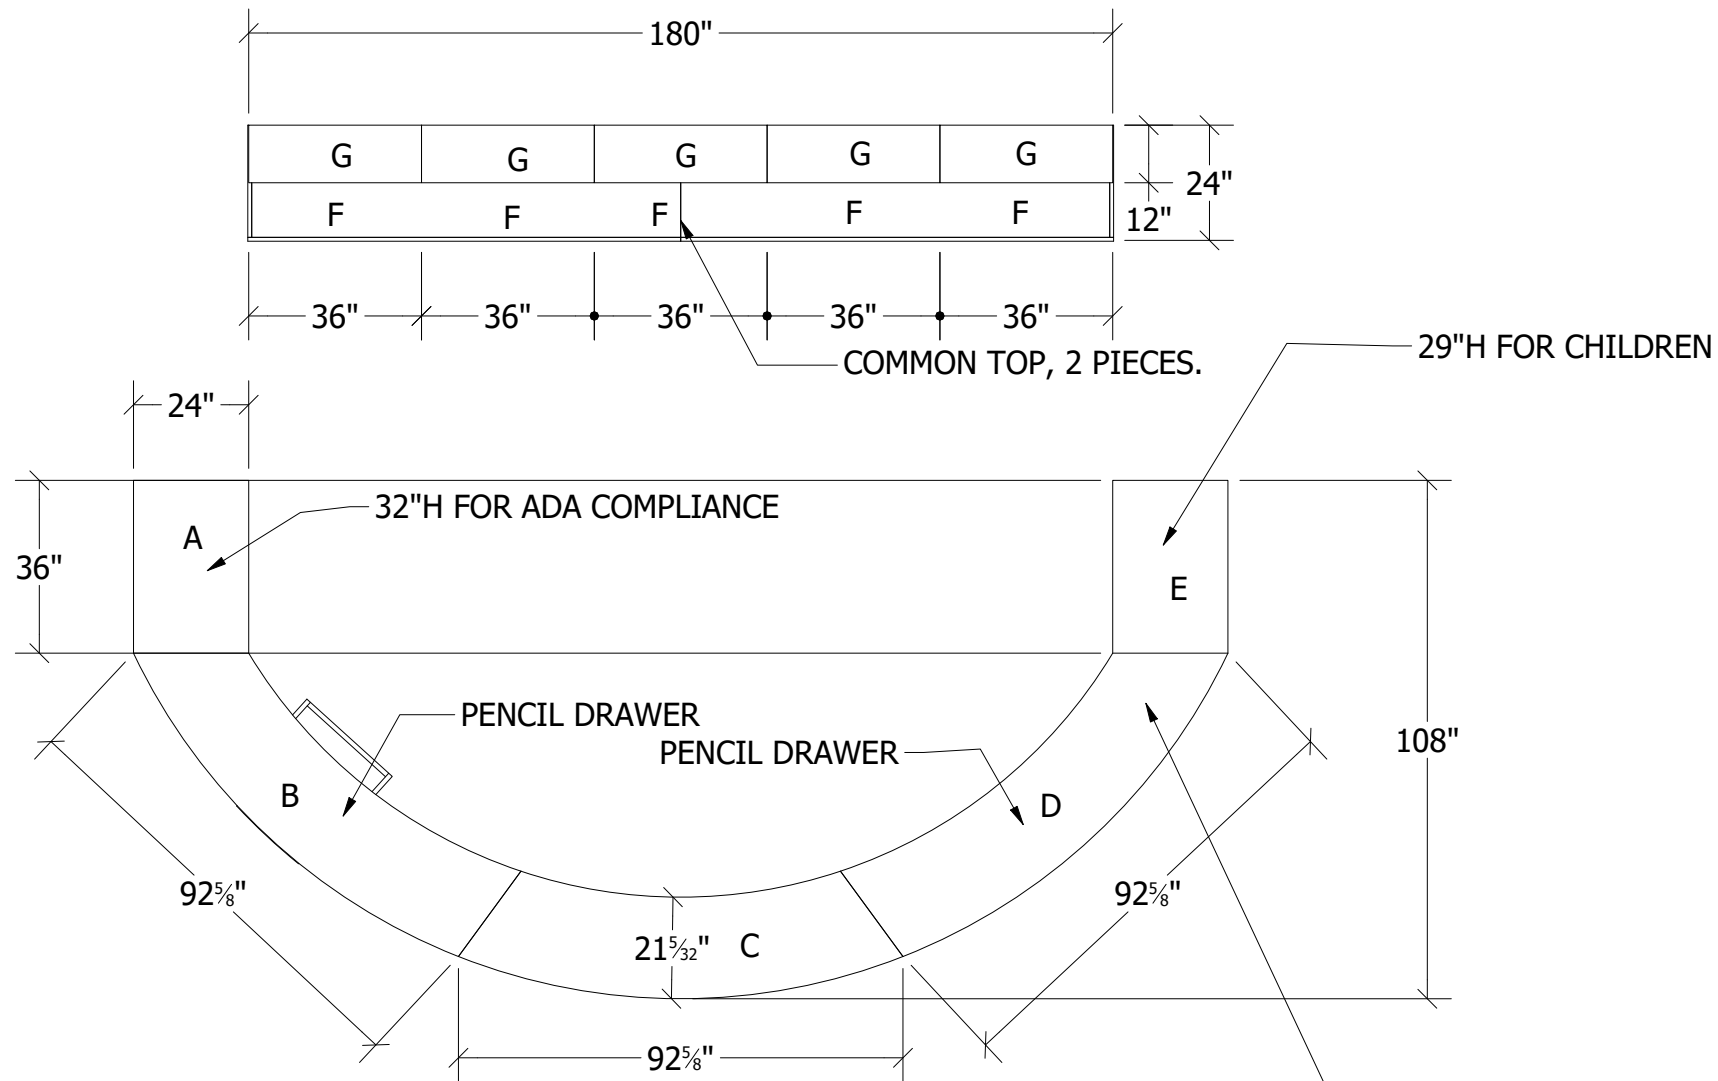 180"
G G G G G
24"
F F F F F
12"
36" 36" 36" 36" 36"
COMMON TOP, 2 PIECES.
29"H FOR CHILDREN
24"
32"H FOR ADA COMPLIANCE
A
36"
E
PENCIL DRAWER
PENCIL DRAWER
108"
B
D
92⅝"
92⅝"
215⁄32"
C
92⅝"